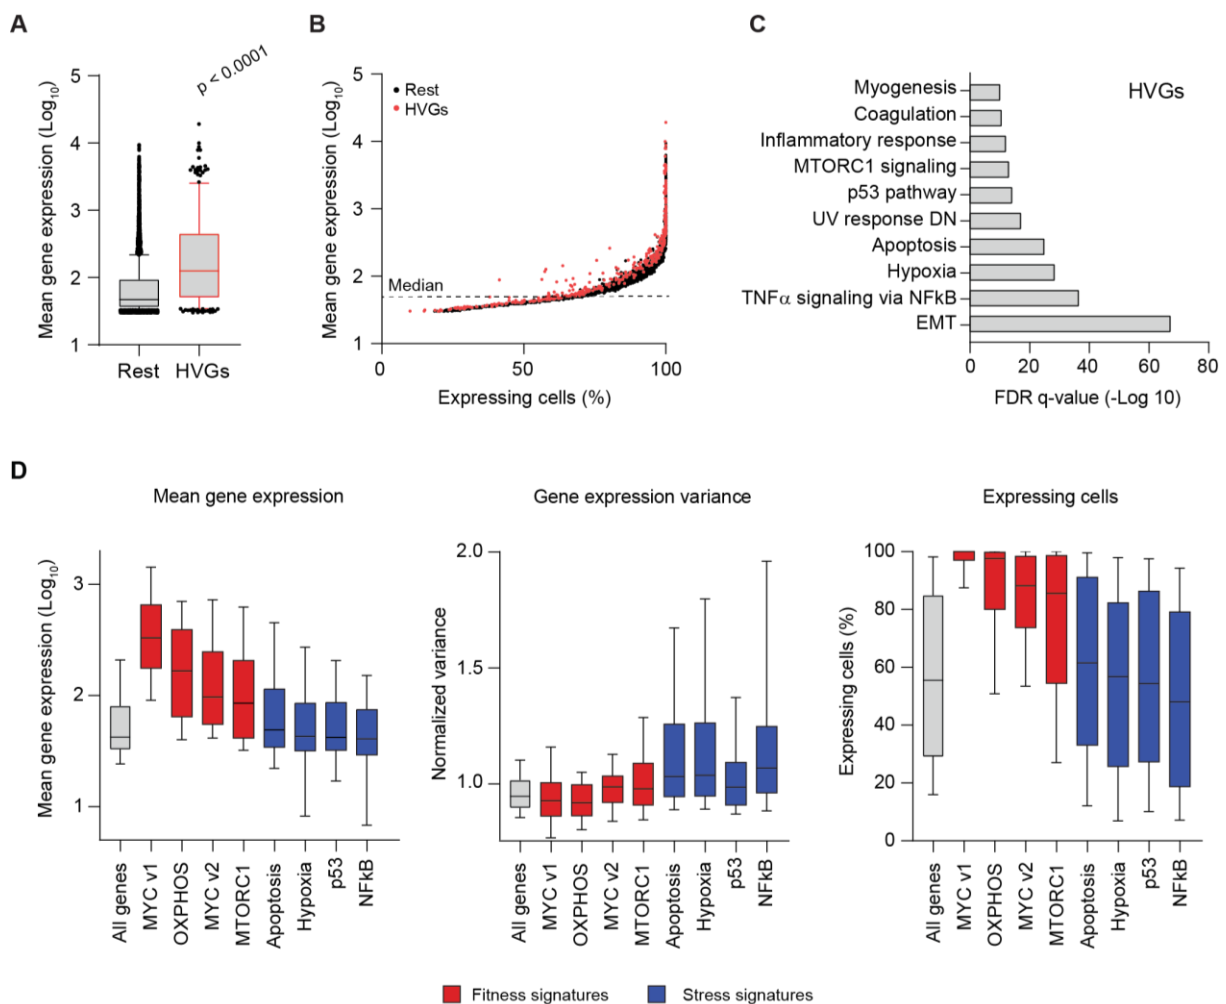 A
B
C
p < 0.0001
Mean gene expression (Log10)
5
4
3
2
1
Rest
HVGs
Mean gene expression (Log10)
5
4
3
2
1
Rest
HVGs
Median
0
50
100
Expressing cells (%)
HVGs
Myogenesis
Coagulation
Inflammatory response
MTORC1 signaling
p53 pathway
UV response DN
Apoptosis
Hypoxia
TNFα signaling via NFkB
EMT
0
20
40
60
80
FDR q-value (-Log 10)
D
Mean gene expression
Mean gene expression (Log10)
3
2
1
All genes
MYC v1
OXPHOS
MYC v2
MTORC1
Apoptosis
Hypoxia
p53
NFkB
Gene expression variance
Normalized variance
2.0
1.5
1.0
All genes
MYC v1
OXPHOS
MYC v2
MTORC1
Apoptosis
Hypoxia
p53
NFkB
Expressing cells
Expressing cells (%)
100
80
60
40
20
0
All genes
MYC v1
OXPHOS
MYC v2
MTORC1
Apoptosis
Hypoxia
p53
NFkB
Fitness signatures
Stress signatures